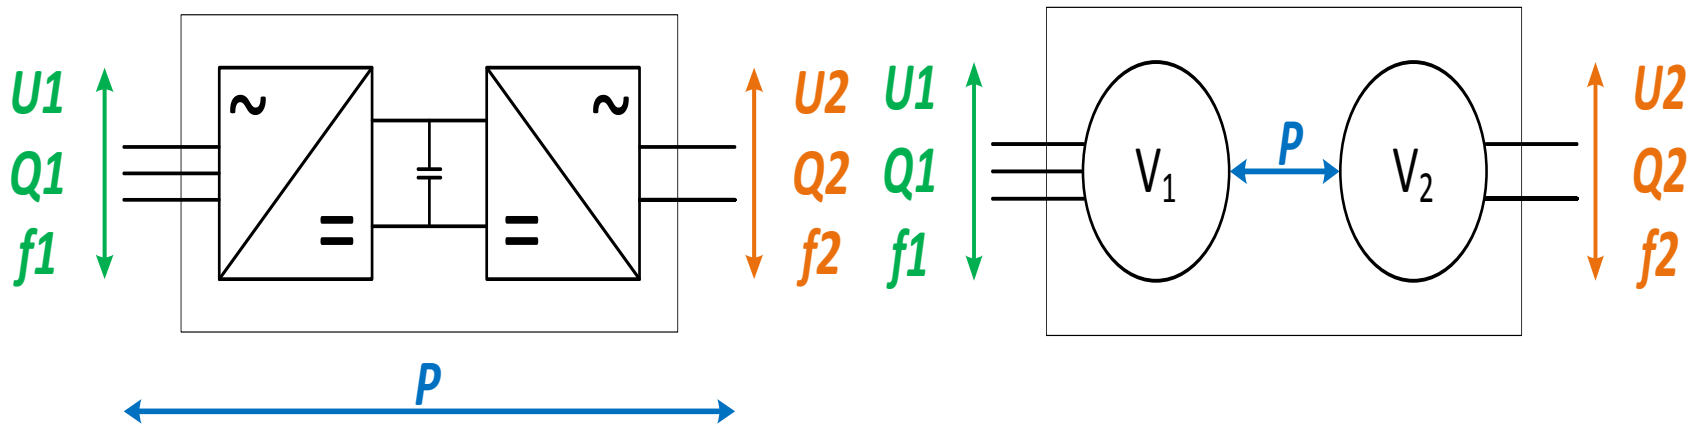 U1
Q1
f1
~
=
=
~
U2
Q2
f2
P
U1
Q1
f1
V₁
P
V₂
U2
Q2
f2